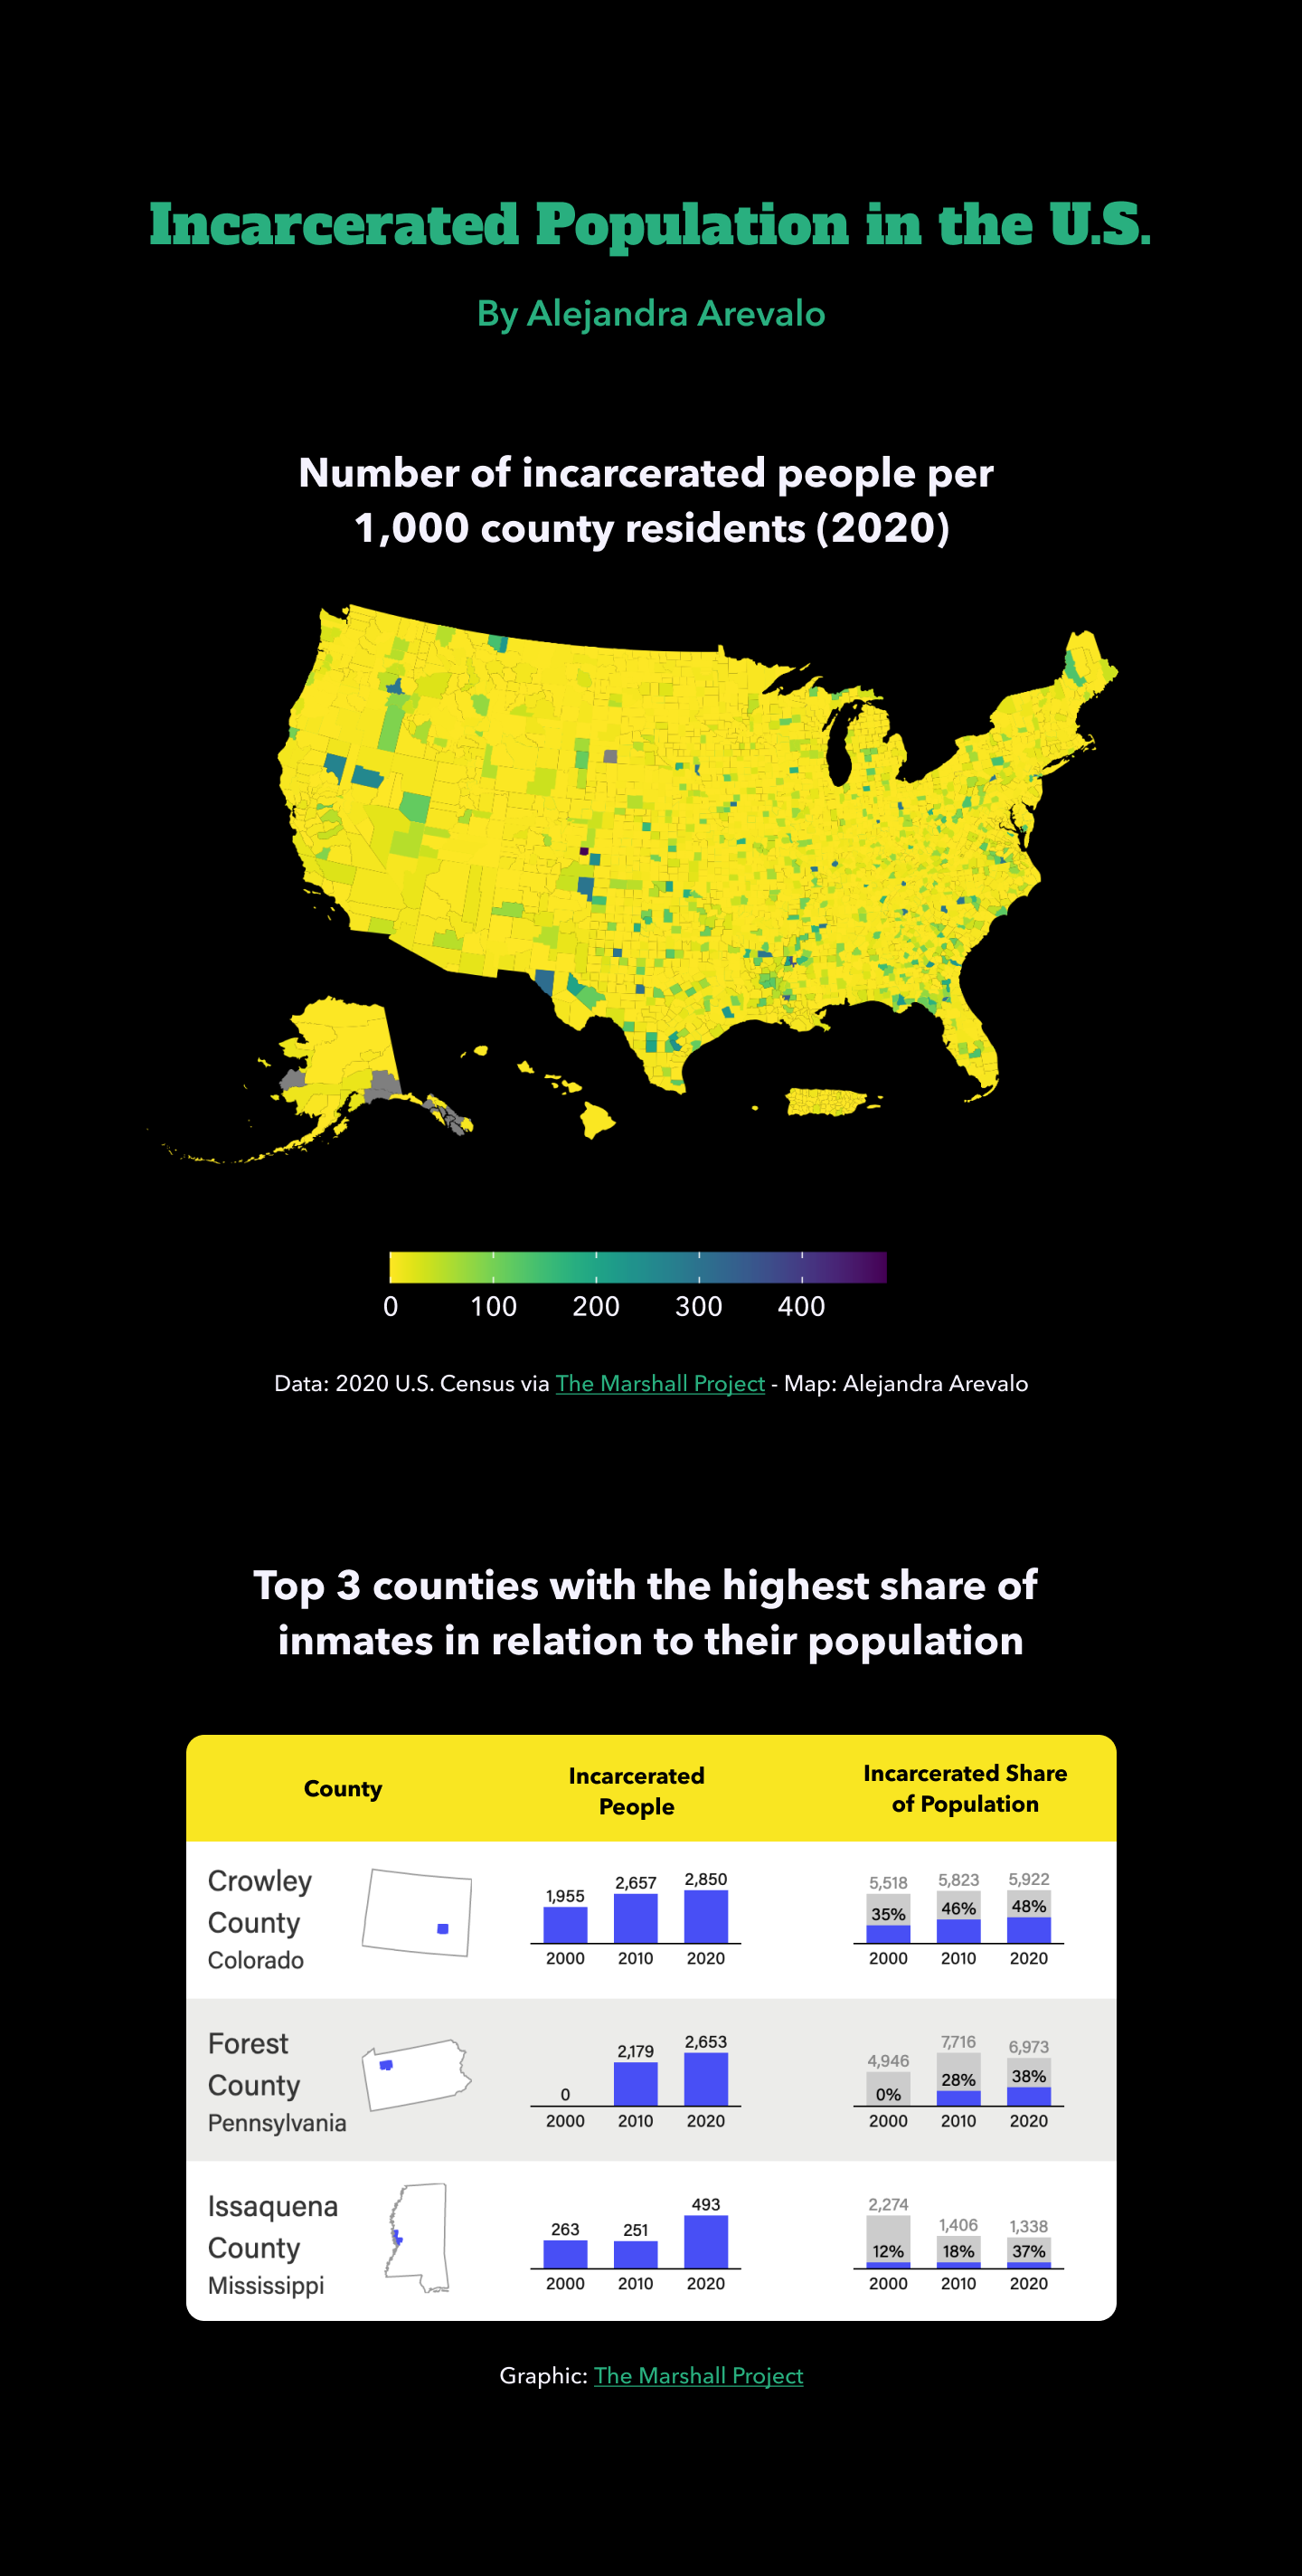 Incarcerated Population in the U.S.
By Alejandra Arevalo
Number of incarcerated people per
1,000 county residents (2020)
0 100 200 300 400
Data: 2020 U.S. Census via The Marshall Project - Map: Alejandra Arevalo
Top 3 counties with the highest share of
inmates in relation to their population
County
Incarcerated
People
Incarcerated Share
of Population
Crowley
County
Colorado
1,955 2,657 2,850
2000 2010 2020
5,518 5,823 5,922
35% 46% 48%
2000 2010 2020
Forest
County
Pennsylvania
0 2,179 2,653
2000 2010 2020
4,946 7,716 6,973
0% 28% 38%
2000 2010 2020
Issaquena
County
Mississippi
263 251 493
2000 2010 2020
2,274 1,406 1,338
12% 18% 37%
2000 2010 2020
Graphic: The Marshall Project